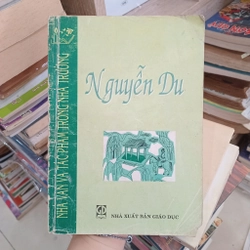 NHÀ VĂN VÀ TÁC PHẨM TRONG NHÀ TRƯỜNG
Nguyễn Du
NHÀ XUẤT BẢN GIÁO DỤC